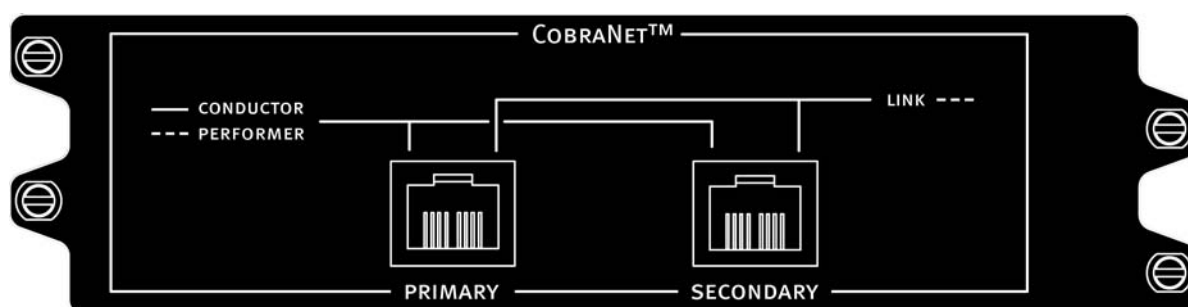 COBRANET™
CONDUCTOR
PERFORMER
LINK
PRIMARY
SECONDARY